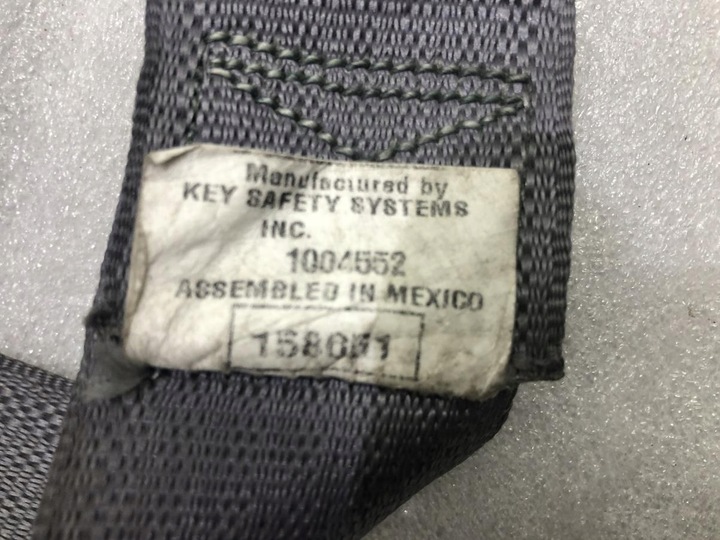 Manufactured by
KEY SAFETY SYSTEMS
INC.
1004552
ASSEMBLED IN MEXICO